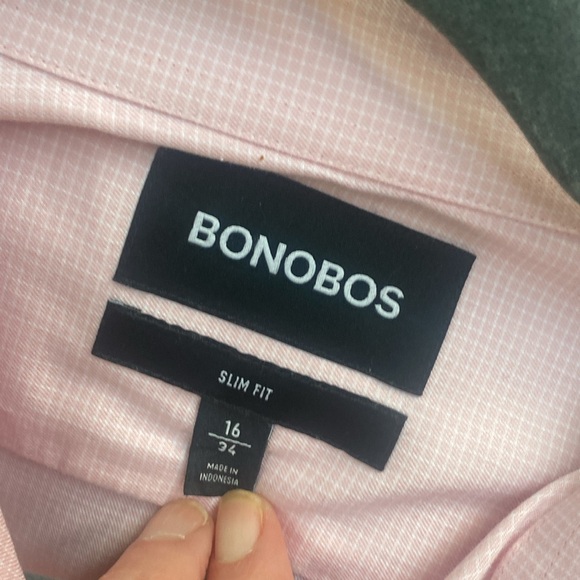 BONOBOS
SLIM FIT
16
34
MADE IN
INDONESIA